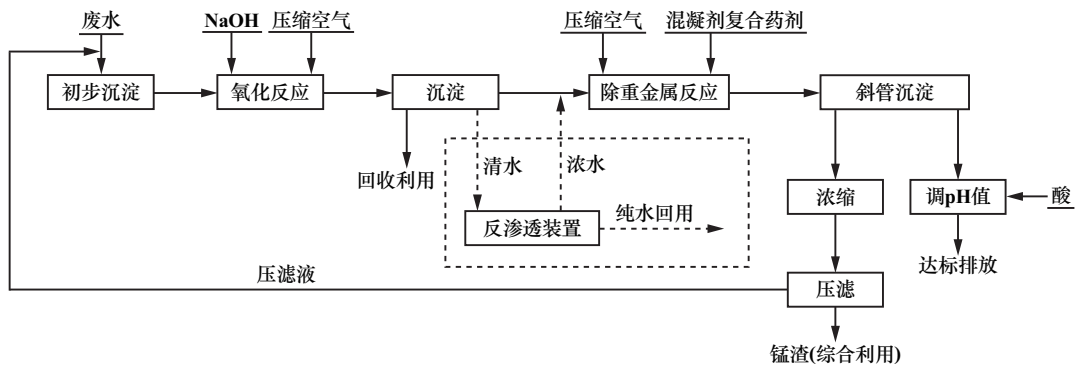 废水
NaOH
压缩空气
压缩空气
混凝剂复合药剂
初步沉淀
氧化反应
沉淀
除重金属反应
斜管沉淀
回收利用
清水
浓水
反渗透装置
纯水回用
浓缩
调pH值
酸
达标排放
压滤液
压滤
锰渣(综合利用)